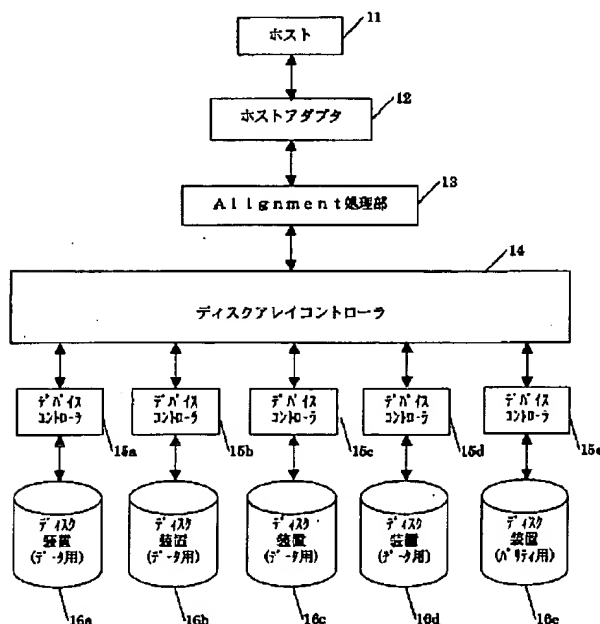 11
ホスト
12
ホストアダプタ
13
Alignment処理部
14
ディスクアレイコントローラ
デバイス
コントローラ
デバイス
コントローラ
デバイス
コントローラ
デバイス
コントローラ
デバイス
コントローラ
15a
15b
15c
15d
15e
ディスク
装置
(データ用)
ディスク
装置
(データ用)
ディスク
装置
(データ用)
ディスク
装置
(データ用)
ディスク
装置
(パリティ用)
16a
16b
16c
16d
16e